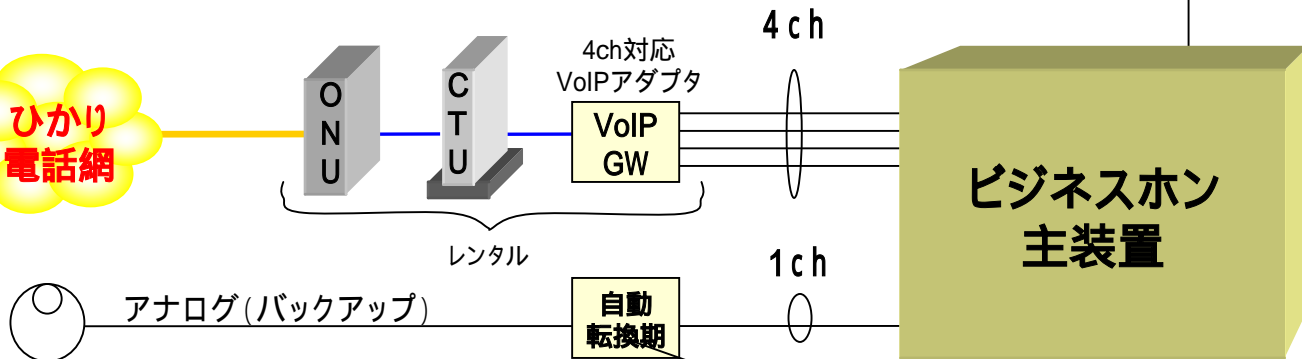 4ch
4ch対応
VoIPアダプタ
ひかり
電話網
ONU
CTU
VoIP
GW
ビジネスホン
主装置
レンタル
1ch
アナログ(バックアップ)
自動
転換期